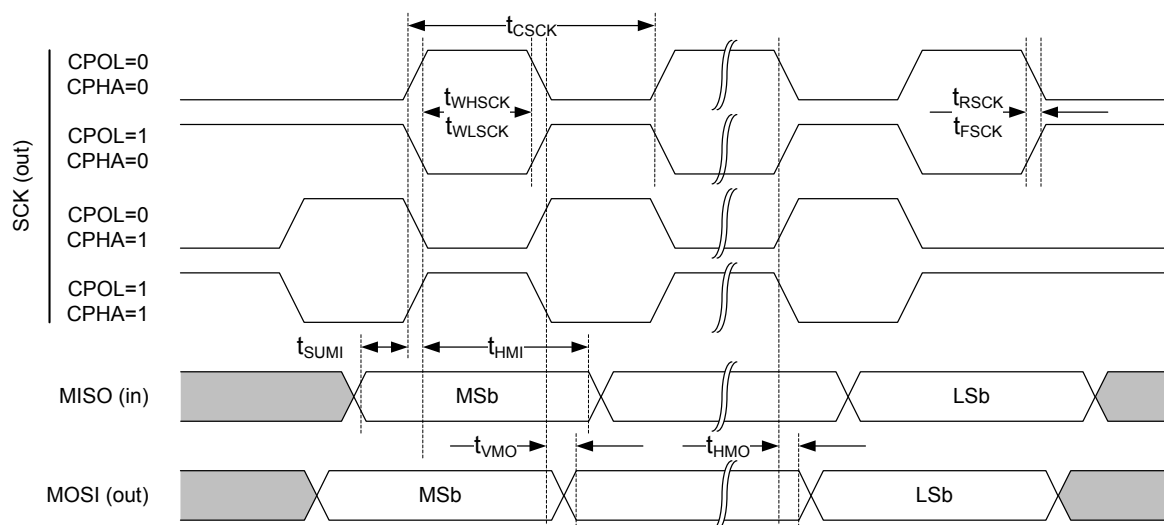 tCSCK
CPOL=0
CPHA=0
tWHSCK
tWLSCK
tRSCK
tFSCK
CPOL=1
CPHA=0
SCK (out)
CPOL=0
CPHA=1
CPOL=1
CPHA=1
tSUMI
tHMI
MISO (in)
MSb
LSb
tVMO
tHMO
MOSI (out)
MSb
LSb